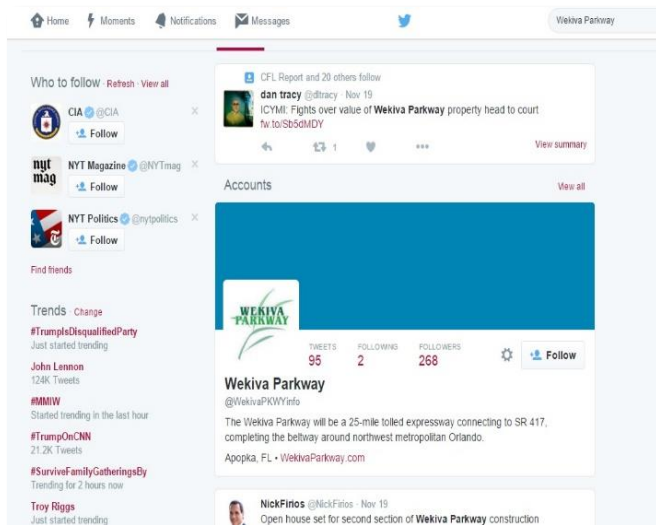 Home Moments Notifications Messages Wekiva Parkway
Who to follow · Refresh · View all
CIA @CIA
Follow
nyt mag
NYT Magazine @NYTmag
Follow
NYT Politics @nytpolitics
Follow
Find friends
Trends · Change
#TrumpIsDisqualifiedParty
Just started trending
John Lennon
124K Tweets
#MMIW
Started trending in the last hour
#TrumpOnCNN
21.2K Tweets
#SurviveFamilyGatheringsBy
Trending for 2 hours now
Troy Riggs
Just started trending
CFL Report and 20 others follow
dan tracy @dltracy · Nov 19
ICYMI: Fights over value of Wekiva Parkway property head to court
fw.to/Sb5dMDY
1 View summary
Accounts View all
WEKIVA
PARKWAY
TWEETS FOLLOWING FOLLOWERS
95 2 268
Follow
Wekiva Parkway
@WekivaPKWYinfo
The Wekiva Parkway will be a 25-mile tolled expressway connecting to SR 417,
completing the beltway around northwest metropolitan Orlando.
Apopka, FL • WekivaParkway.com
NickFirios @NickFirios · Nov 19
Open house set for second section of Wekiva Parkway construction